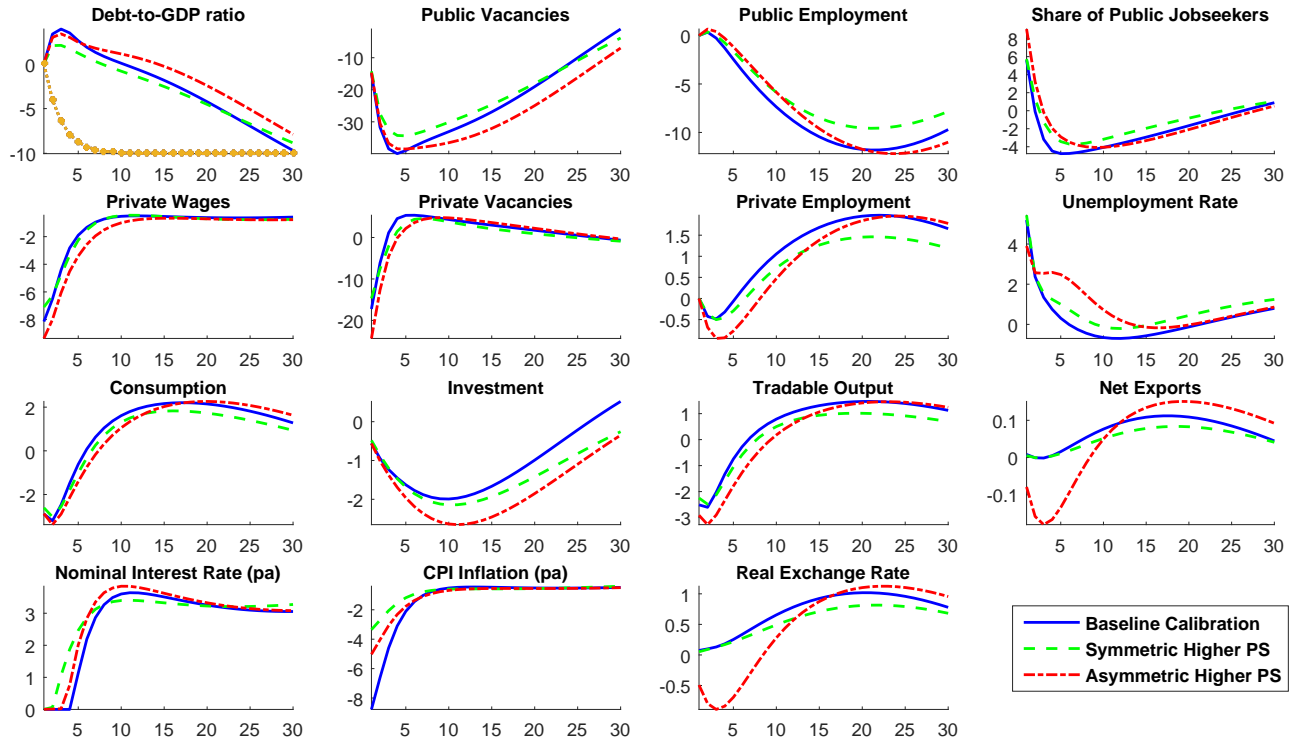 Debt-to-GDP ratio Public Vacancies Public Employment Share of Public Jobseekers
0 -5 -10 5 10 15 20 25 30
-10 -20 -30 5 10 15 20 25 30
0 -5 -10 5 10 15 20 25 30
8 6 4 2 0 -2 -4 5 10 15 20 25 30
Private Wages Private Vacancies Private Employment Unemployment Rate
-2 -4 -6 -8 5 10 15 20 25 30
0 -10 -20 5 10 15 20 25 30
1.5 1 0.5 0 -0.5 5 10 15 20 25 30
4 2 0 5 10 15 20 25 30
Consumption Investment Tradable Output Net Exports
2 1 0 -1 -2 -3 5 10 15 20 25 30
0 -1 -2 5 10 15 20 25 30
1 0 -1 -2 -3 5 10 15 20 25 30
0.1 0 -0.1 5 10 15 20 25 30
Nominal Interest Rate (pa) CPI Inflation (pa) Real Exchange Rate
3 2 1 0 5 10 15 20 25 30
-2 -4 -6 -8 5 10 15 20 25 30
1 0.5 0 -0.5 5 10 15 20 25 30
Baseline Calibration
Symmetric Higher PS
Asymmetric Higher PS